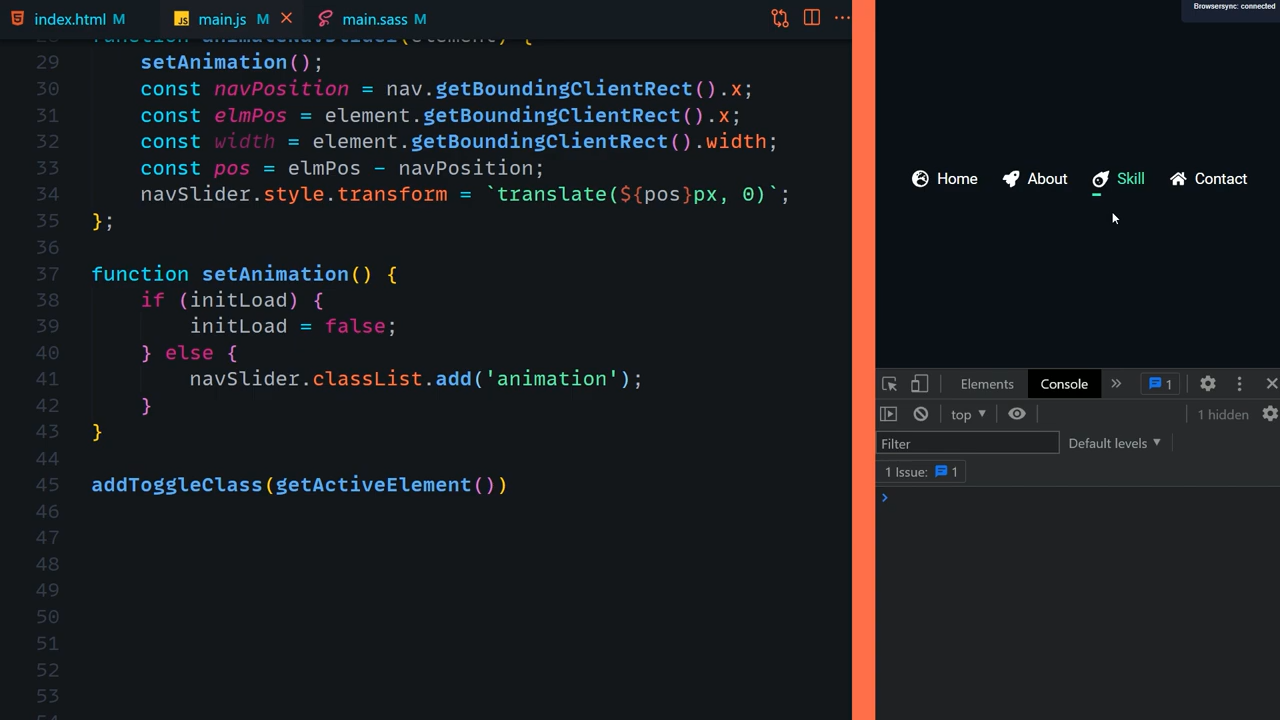 index.html M
main.js M
main.sass M
function animateNavSlider(element) {
29 setAnimation();
30 const navPosition = nav.getBoundingClientRect().x;
31 const elmPos = element.getBoundingClientRect().x;
32 const width = element.getBoundingClientRect().width;
33 const pos = elmPos - navPosition;
34 navSlider.style.transform = `translate(${pos}px, 0)`;
35 };
36
37 function setAnimation() {
38 if (initLoad) {
39 initLoad = false;
40 } else {
41 navSlider.classList.add('animation');
42 }
43 }
44
45 addToggleClass(getActiveElement())
46
47
48
49
50
51
52
53
Browsersync: connected
Home About Skill Contact
Elements Console » 1
top 1 hidden
Filter Default levels
1 Issue: 1